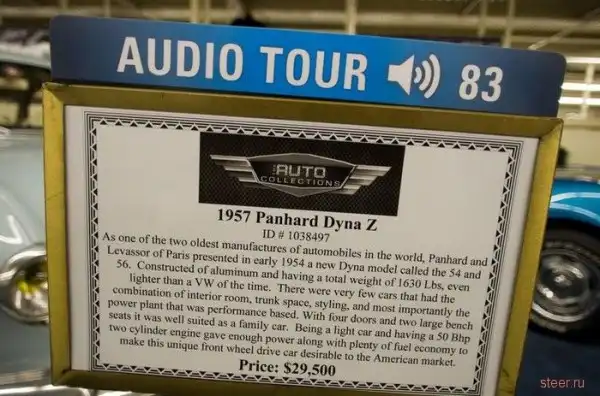 AUDIO TOUR 83
THE AUTO
COLLECTIONS
1957 Panhard Dyna Z
ID # 1038497
As one of the two oldest manufactures of automobiles in the world, Panhard and
Levassor of Paris presented in early 1954 a new Dyna model called the 54 and
56. Constructed of aluminum and having a total weight of 1630 Lbs, even
lighter than a VW of the time. There were very few cars that had the
combination of interior room, trunk space, styling, and most importantly the
power plant that was performance based. With four doors and two large bench
seats it was well suited as a family car. Being a light car and having a 50 Bhp
two cylinder engine gave enough power along with plenty of fuel economy to
make this unique front wheel drive car desirable to the American market.
Price: $29,500
steer.ru